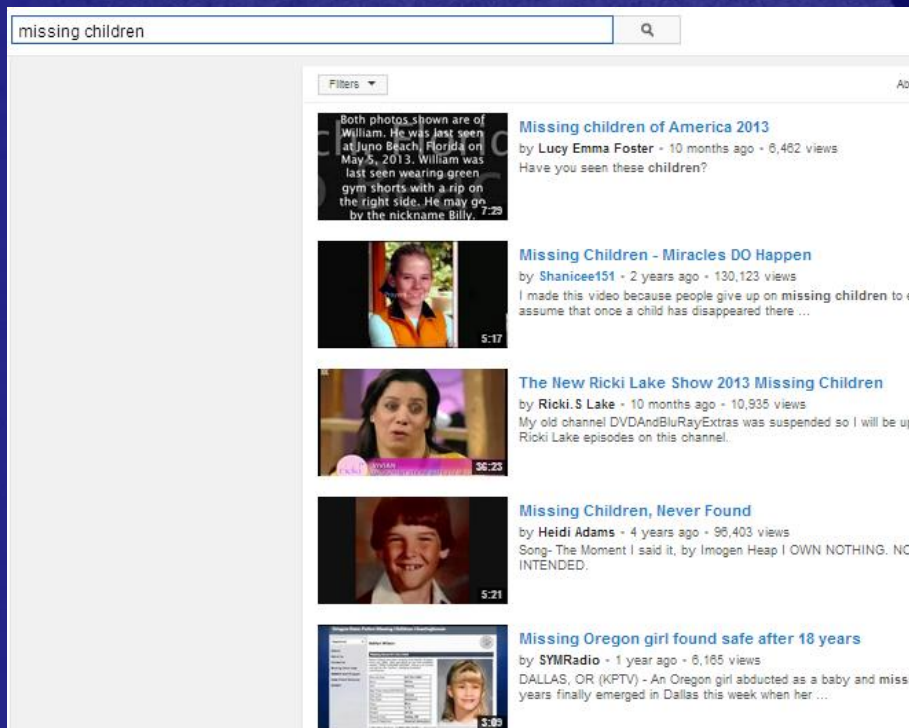 missing children
Filters
Ab
Both photos shown are of
William. He was last seen
at Juno Beach, Florida on
May 5, 2013. William was
last seen wearing green
gym shorts with a rip on
the right side. He may go
by the nickname Billy.
7:29
Missing children of America 2013
by Lucy Emma Foster • 10 months ago • 6,462 views
Have you seen these children?
5:17
Missing Children - Miracles DO Happen
by Shanicee151 • 2 years ago • 130,123 views
I made this video because people give up on missing children to e
assume that once a child has disappeared there ...
ricki
VIVIAN
36:23
The New Ricki Lake Show 2013 Missing Children
by Ricki.S Lake • 10 months ago • 10,935 views
My old channel DVDAndBluRayExtras was suspended so I will be up
Ricki Lake episodes on this channel.
5:21
Missing Children, Never Found
by Heidi Adams • 4 years ago • 96,403 views
Song- The Moment I said it, by Imogen Heap I OWN NOTHING. NO
INTENDED.
3:09
Missing Oregon girl found safe after 18 years
by SYMRadio • 1 year ago • 6,165 views
DALLAS, OR (KPTV) - An Oregon girl abducted as a baby and miss
years finally emerged in Dallas this week when her ...